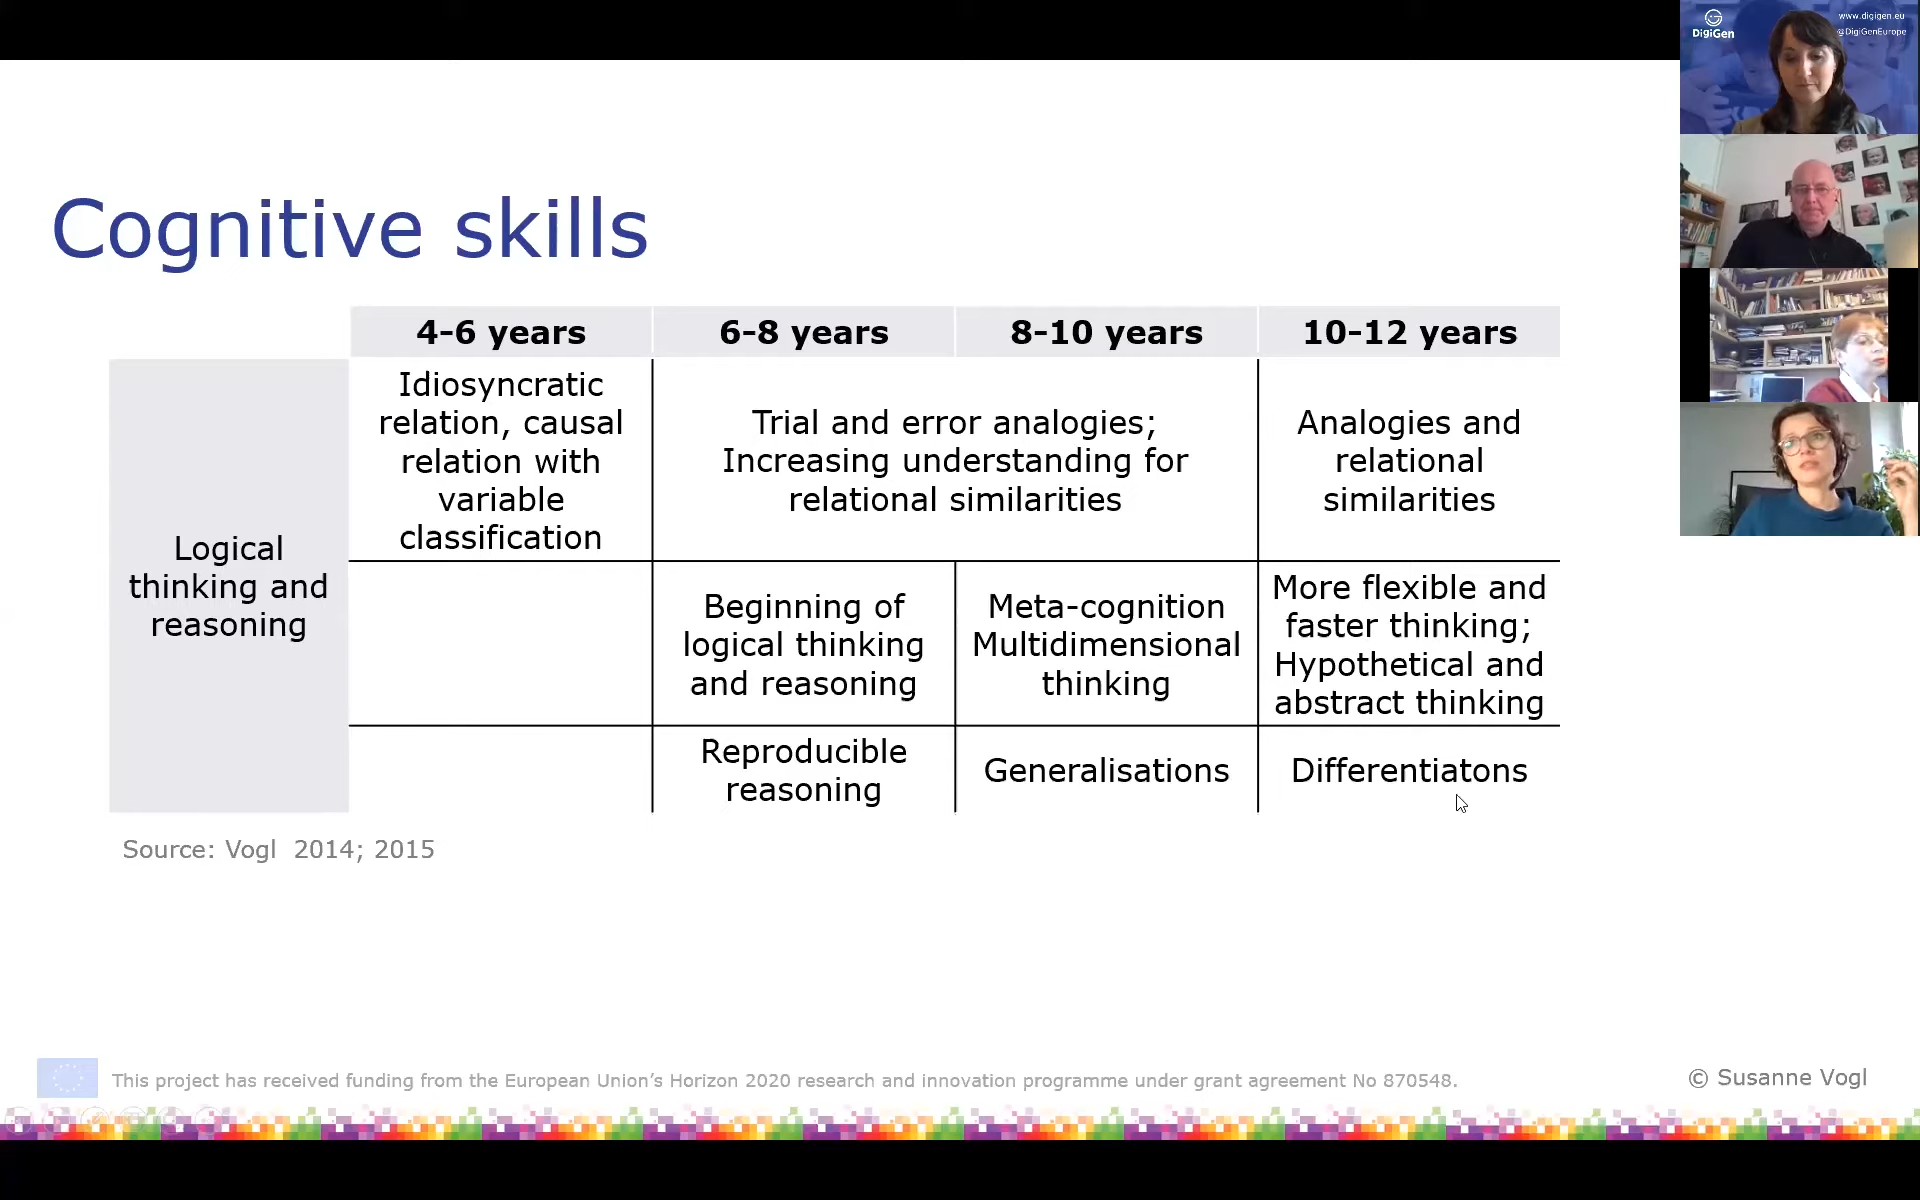 www.digigen.eu
DigiGen
@DigiGenEurope
Cognitive skills
4-6 years
6-8 years
8-10 years
10-12 years
Logical
thinking and
reasoning
Idiosyncratic
relation, causal
relation with
variable
classification
Trial and error analogies;
Increasing understanding for
relational similarities
Analogies and
relational
similarities
Beginning of
logical thinking
and reasoning
Meta-cognition
Multidimensional
thinking
More flexible and
faster thinking;
Hypothetical and
abstract thinking
Reproducible
reasoning
Generalisations
Differentiatons
Source: Vogl 2014; 2015
This project has received funding from the European Union’s Horizon 2020 research and innovation programme under grant agreement No 870548.
© Susanne Vogl